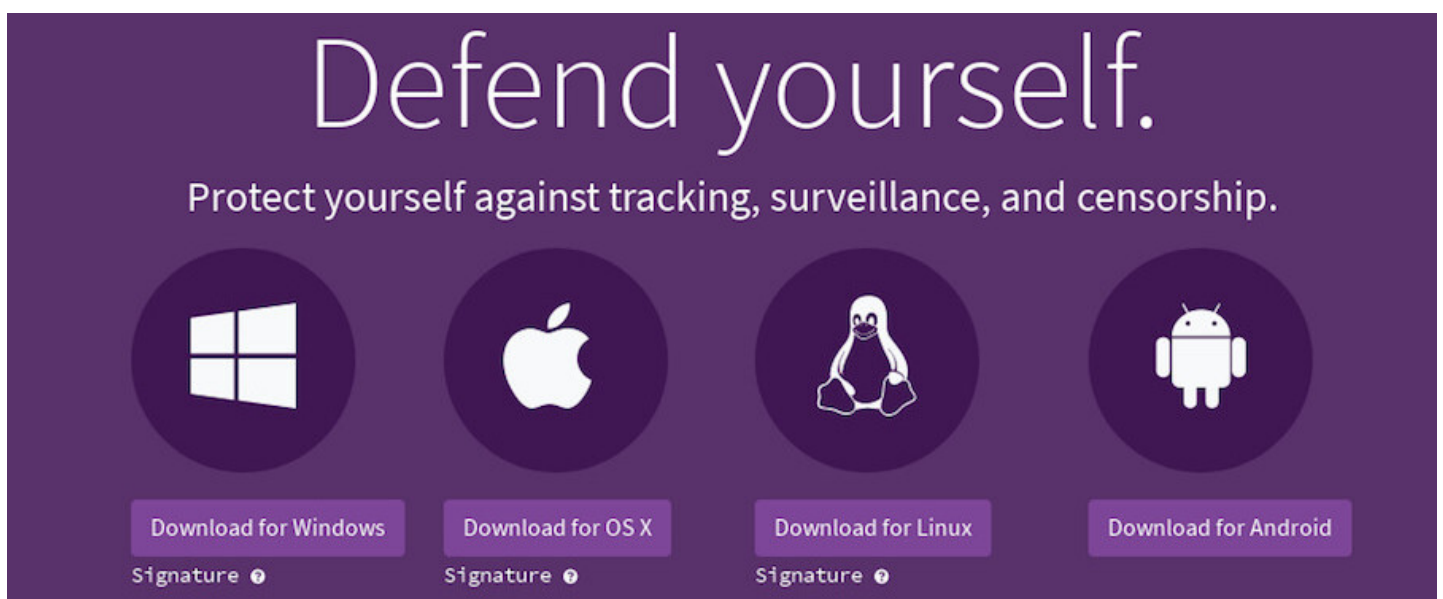 Defend yourself.
Protect yourself against tracking, surveillance, and censorship.
Download for Windows
Download for OS X
Download for Linux
Download for Android
Signature ?
Signature ?
Signature ?